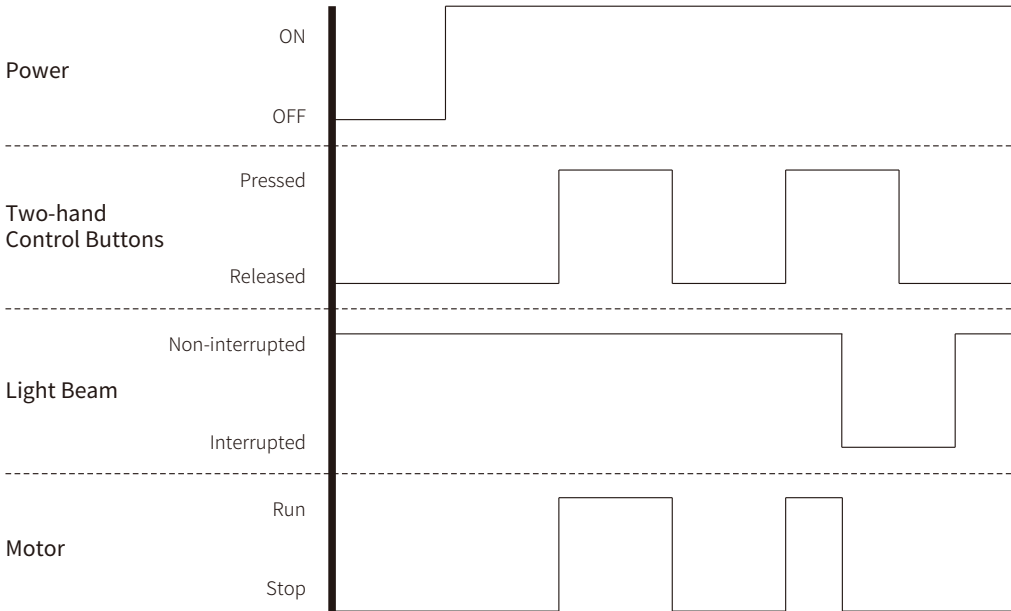 ON
Power
OFF
Pressed
Two-hand
Control Buttons
Released
Non-interrupted
Light Beam
Interrupted
Run
Motor
Stop